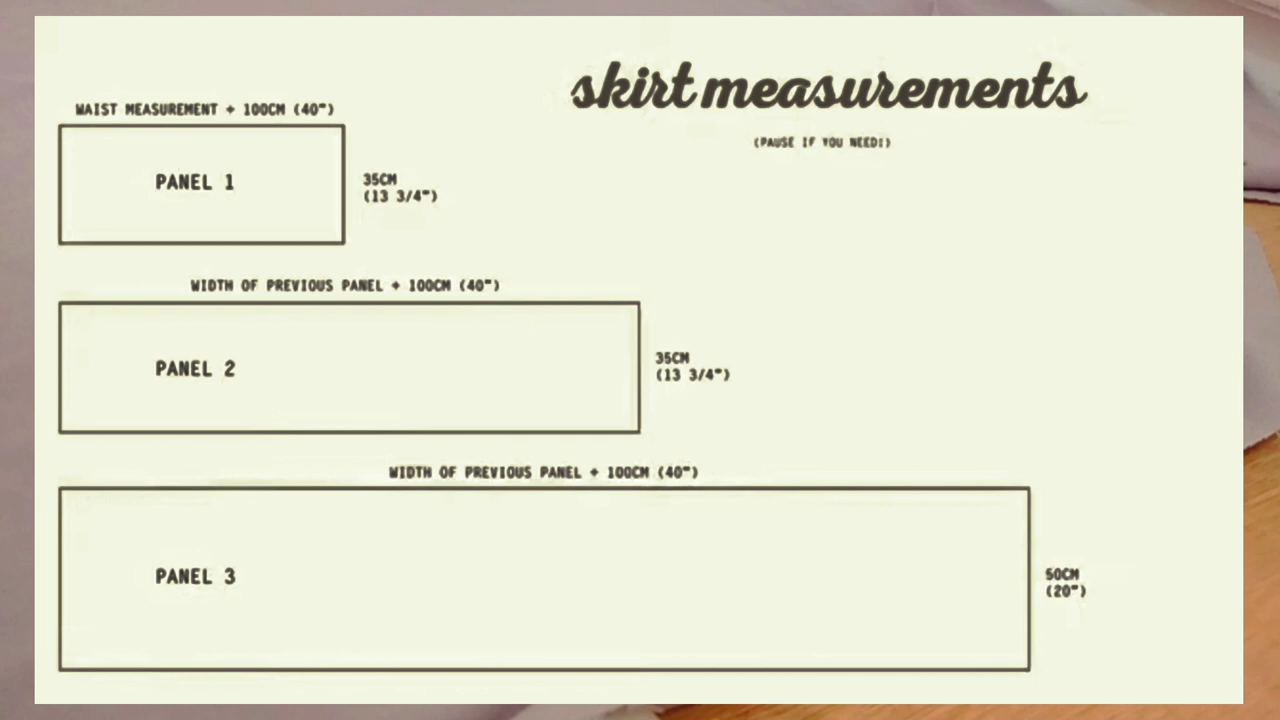 skirt measurements
(PAUSE IF YOU NEED!)
WAIST MEASUREMENT + 100CM (40")
PANEL 1
35CM
(13 3/4")
WIDTH OF PREVIOUS PANEL + 100CM (40")
PANEL 2
35CM
(13 3/4")
WIDTH OF PREVIOUS PANEL + 100CM (40")
PANEL 3
50CM
(20")